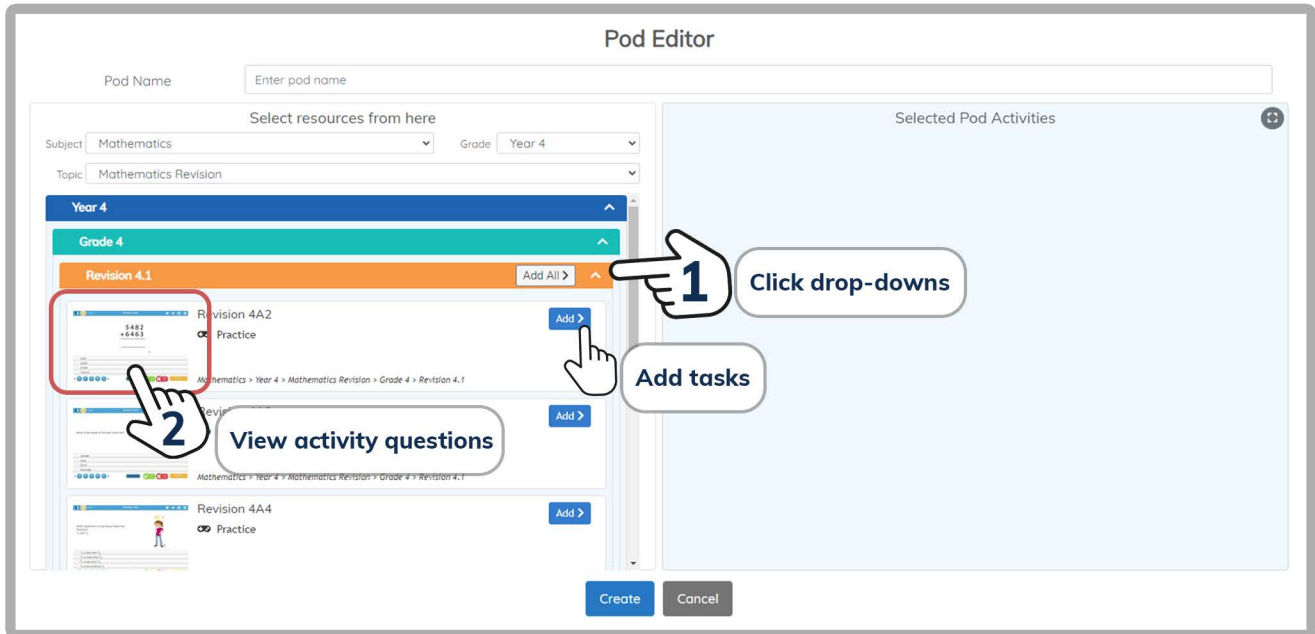 Pod Editor
Pod Name
Enter pod name
Select resources from here
Subject
Mathematics
Grade
Year 4
Topic
Mathematics Revision
Year 4
Grade 4
Revision 4.1
Add All
1
Click drop-downs
Revision 4A2
Practice
5482
+6463
Add
Mathematics > Year 4 > Mathematics Revision > Grade 4 > Revision 4.1
Add tasks
2
View activity questions
Add
Mathematics > Year 4 > Mathematics Revision > Grade 4 > Revision 4.1
Revision 4A4
Practice
Add
Selected Pod Activities
Create
Cancel